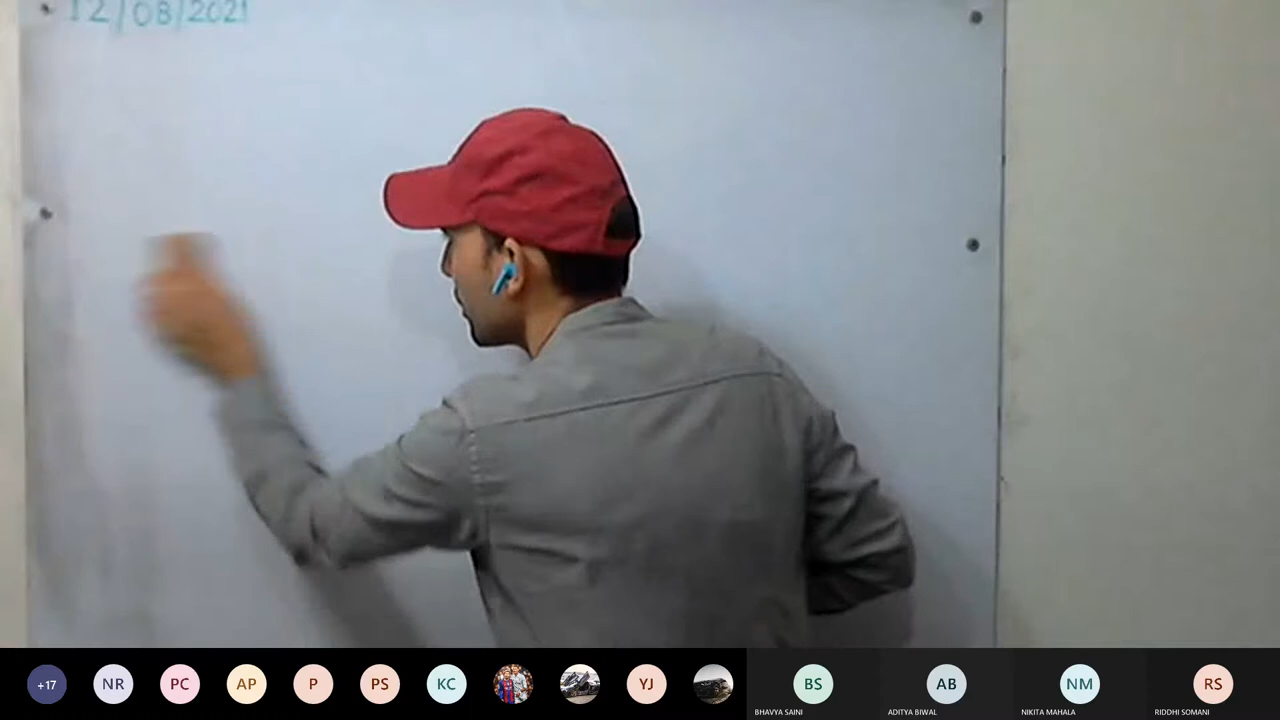 12/08/2021
+17
NR
PC
AP
P
PS
KC
YJ
BS
AB
NM
RS
BHAVYA SAINI
ADITYA BIWAL
NIKITA MAHALA
RIDDHI SOMANI